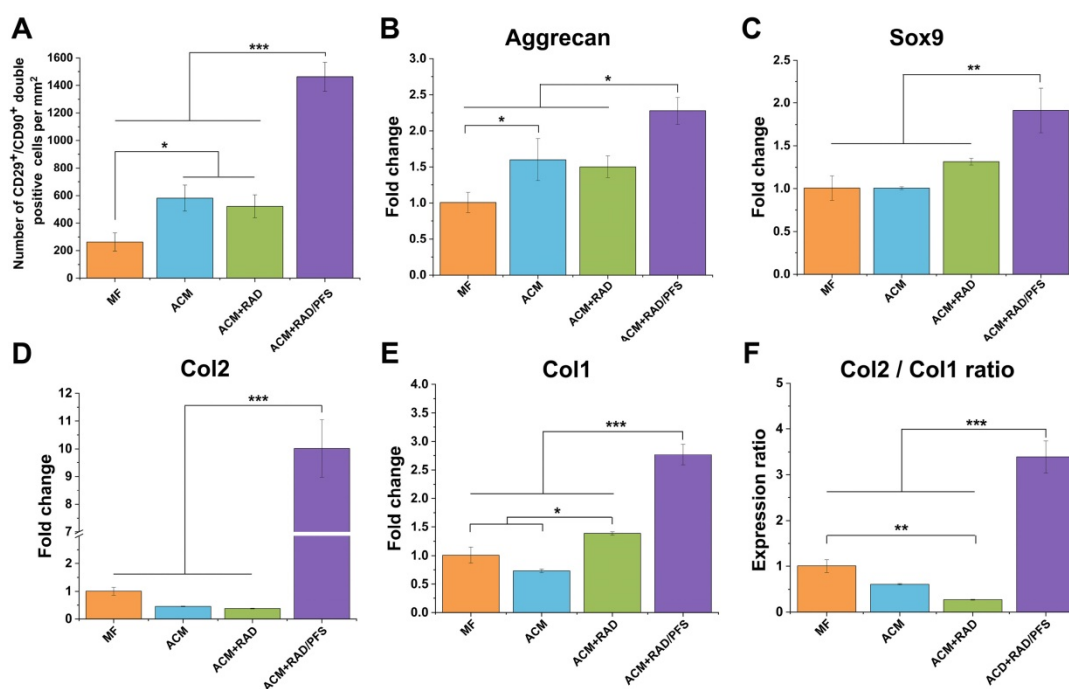 A
Number of CD29⁺/CD90⁺ double
positive cells per mm²
1600
1400
1200
1000
800
600
400
200
0
*
***
MF
ACM
ACM+RAD
ACM+RAD/PFS
B
Aggrecan
Fold change
3.0
2.5
2.0
1.5
1.0
0.5
0.0
*
*
MF
ACM
ACM+RAD
ACM+RAD/PFS
C
Sox9
Fold change
2.5
2.0
1.5
1.0
0.5
0.0
**
MF
ACM
ACM+RAD
ACM+RAD/PFS
D
Col2
Fold change
12
11
10
9
8
7
2
1
0
***
MF
ACM
ACM+RAD
ACM+RAD/PFS
E
Col1
Fold change
4.0
3.5
3.0
2.5
2.0
1.5
1.0
0.5
0.0
***
*
MF
ACM
ACM+RAD
ACM+RAD/PFS
F
Col2 / Col1 ratio
Expression ratio
5
2
1
0
***
**
MF
ACM
ACM+RAD
ACD+RAD/PFS